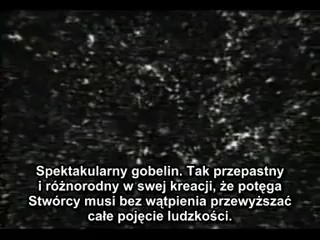 Spektakularny gobelin. Tak przepastny
i różnorodny w swej kreacji, że potęga
Stwórcy musi bez wątpienia przewyższać
całe pojęcie ludzkości.